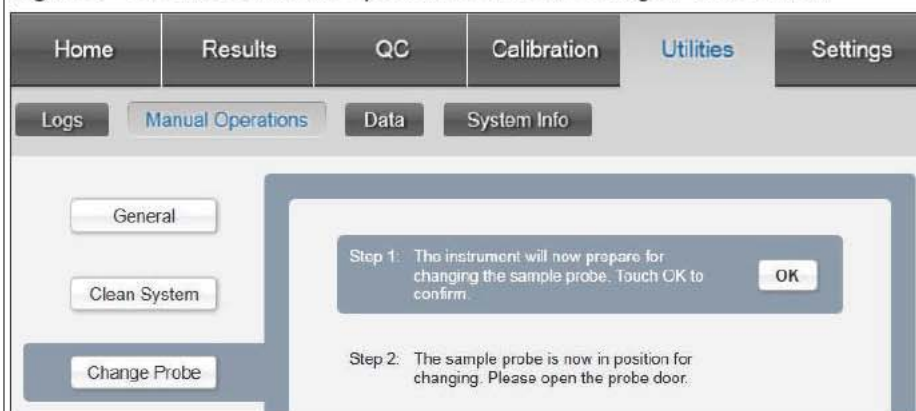 Home Results QC Calibration Utilities Settings
Logs Manual Operations Data System Info
General
Clean System
Change Probe
Step 1: The instrument will now prepare for
changing the sample probe. Touch OK to
confirm.
OK
Step 2: The sample probe is now in position for
changing. Please open the probe door.